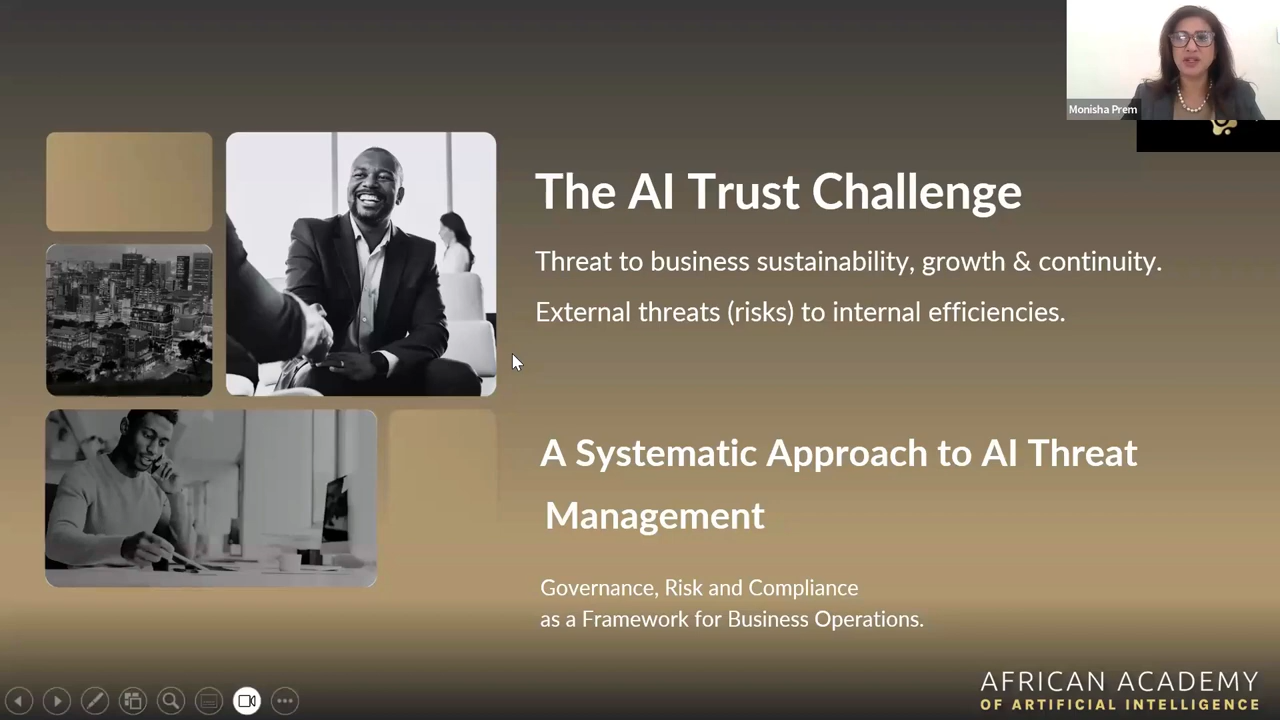 Monisha Prem
The AI Trust Challenge
Threat to business sustainability, growth & continuity.
External threats (risks) to internal efficiencies.
A Systematic Approach to AI Threat
Management
Governance, Risk and Compliance
as a Framework for Business Operations.
AFRICAN ACADEMY
OF ARTIFICIAL INTELLIGENCE